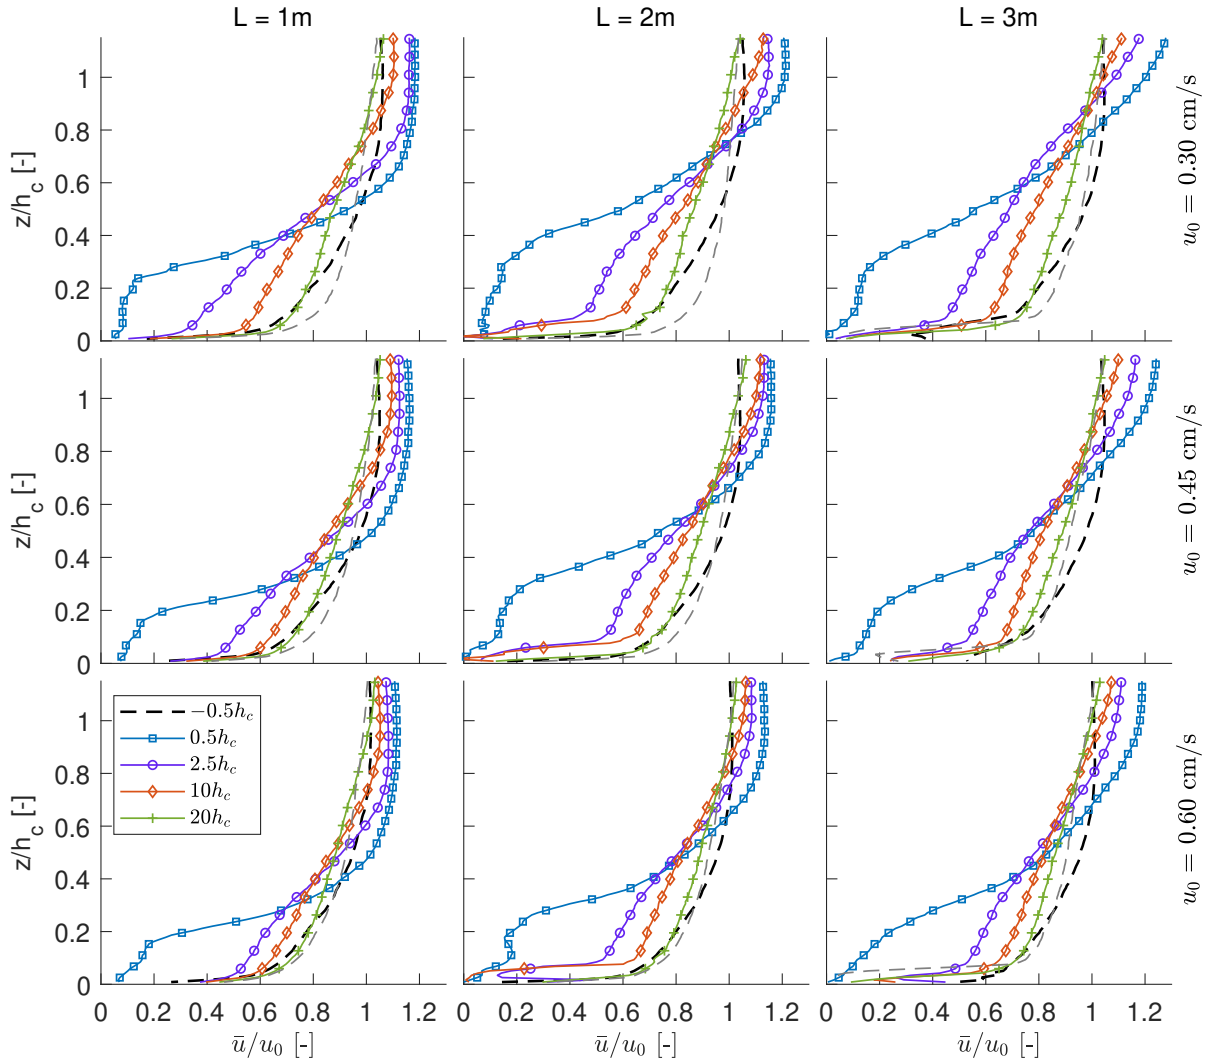 L = 1m L = 2m L = 3m
1
0.8
0.6
0.4
0.2
0
z/h_c [-]
u_0 = 0.30 cm/s
1
0.8
0.6
0.4
0.2
0
z/h_c [-]
u_0 = 0.45 cm/s
1
0.8
0.6
0.4
0.2
0
z/h_c [-]
−0.5h_c
0.5h_c
2.5h_c
10h_c
20h_c
u_0 = 0.60 cm/s
0 0.2 0.4 0.6 0.8 1 1.2 0 0.2 0.4 0.6 0.8 1 1.2 0 0.2 0.4 0.6 0.8 1 1.2
u̅/u_0 [-] u̅/u_0 [-] u̅/u_0 [-]